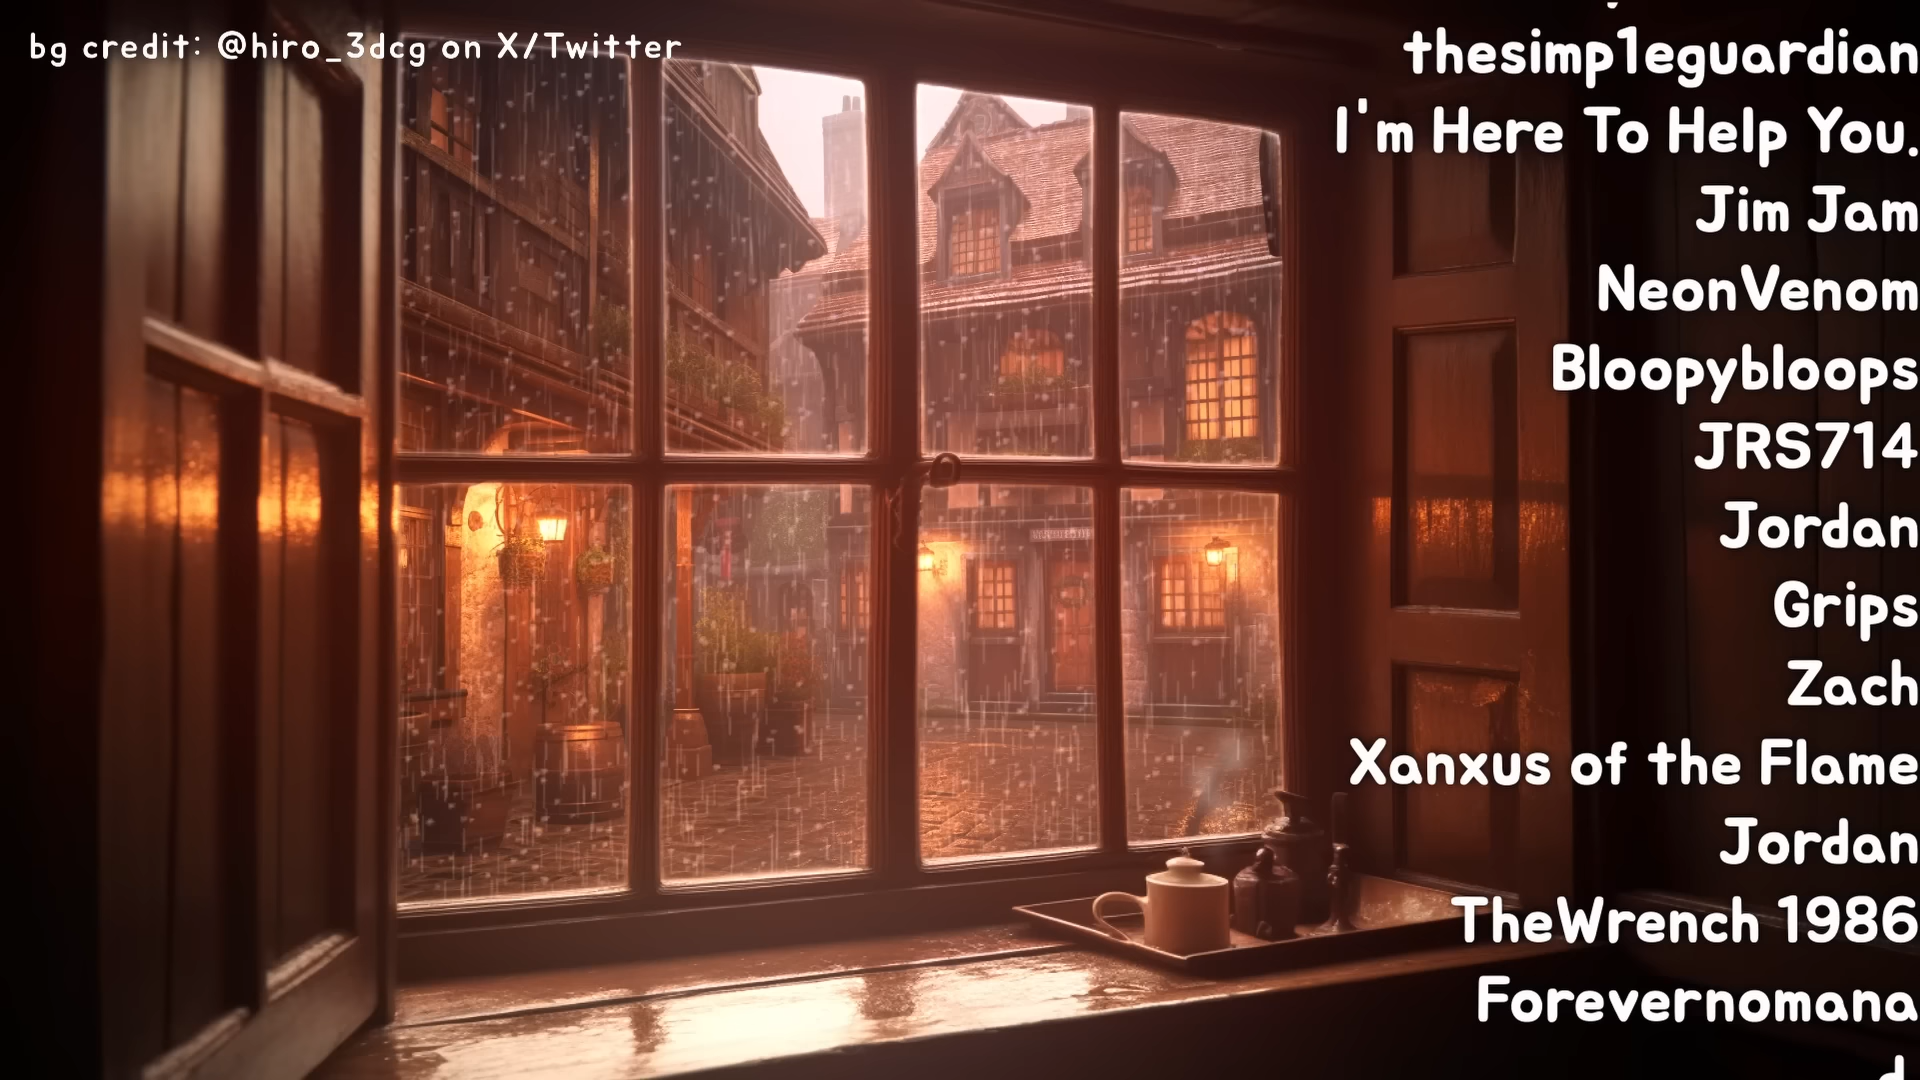 bg credit: @hiro_3dcg on X/Twitter
thesimp1eguardian
I'm Here To Help You.
Jim Jam
NeonVenom
Bloopybloops
JRS714
Jordan
Grips
Zach
Xanxus of the Flame
Jordan
TheWrench 1986
Forevernomana